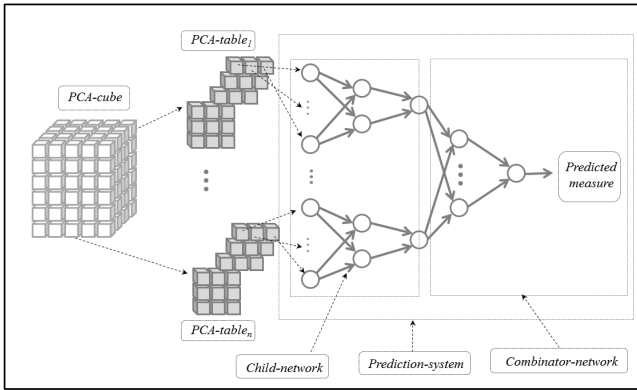 PCA-table₁
PCA-cube
Predicted
measure
PCA-tableₙ
Child-network
Prediction-system
Combinator-network